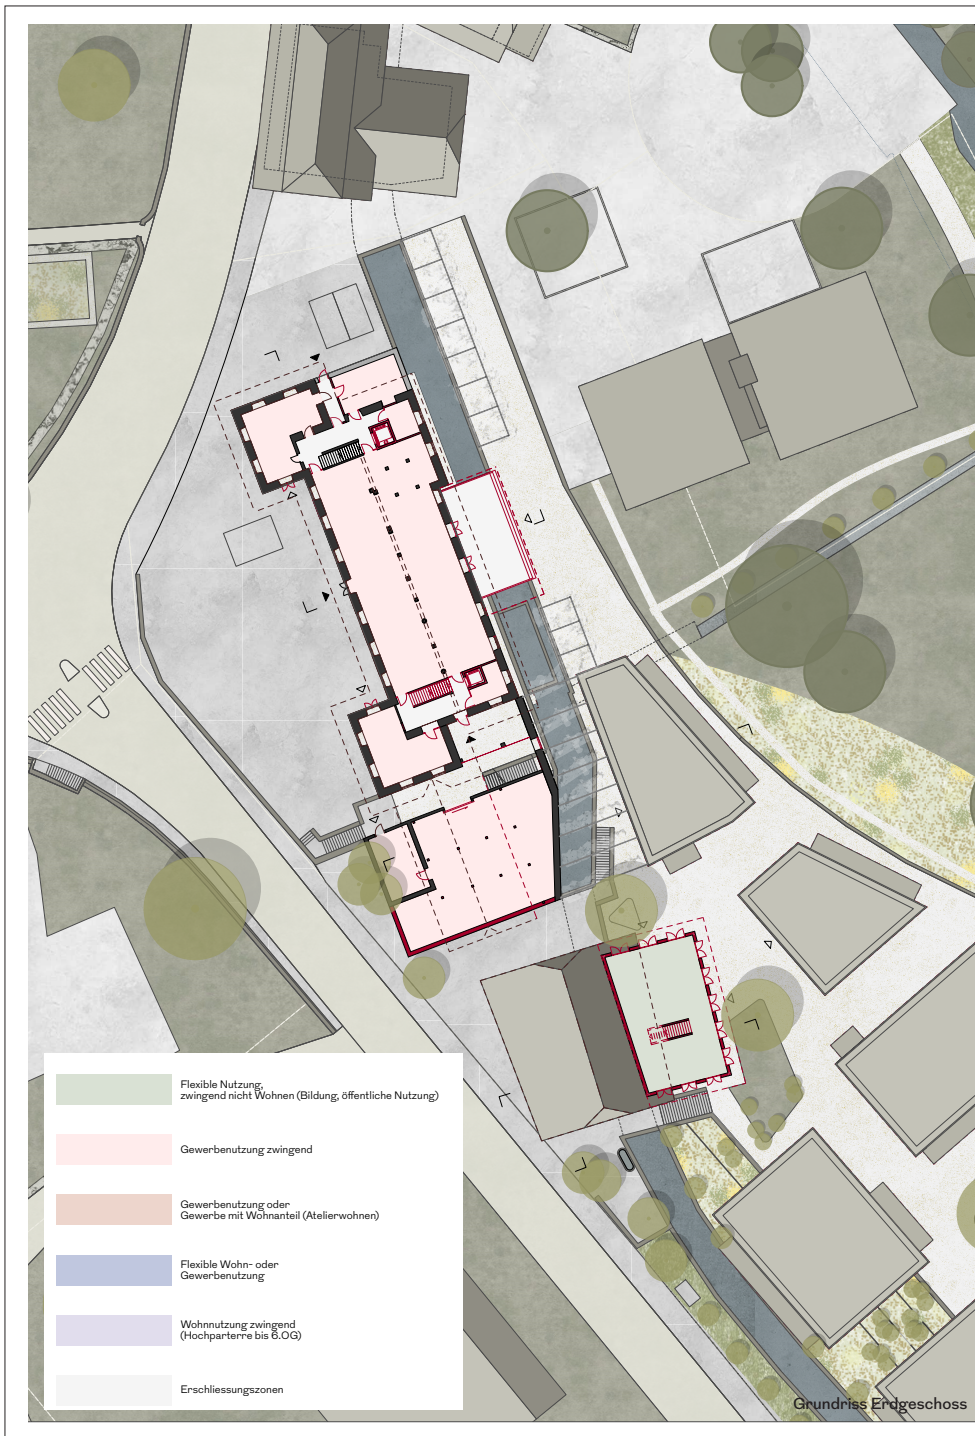 Flexible Nutzung,
zwingend nicht Wohnen (Bildung, öffentliche Nutzung)
Gewerbenutzung zwingend
Gewerbenutzung oder
Gewerbe mit Wohnanteil (Atelierwohnen)
Flexible Wohn- oder
Gewerbenutzung
Wohnnutzung zwingend
(Hochparterre bis 6.OG)
Erschliessungszonen
Grundriss Erdgeschoss